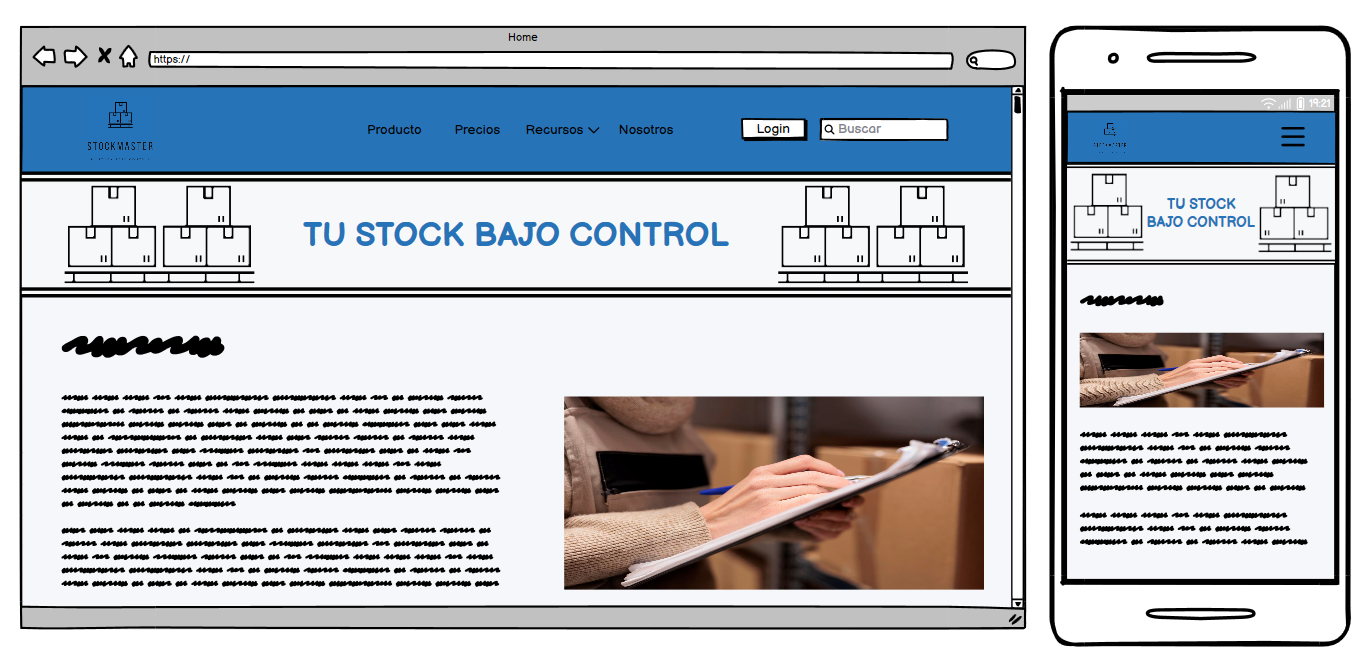 Home
https://
STOCKMASTER
Producto
Precios
Recursos
Nosotros
Login
Buscar
TU STOCK BAJO CONTROL
19:21
TU STOCK
BAJO CONTROL